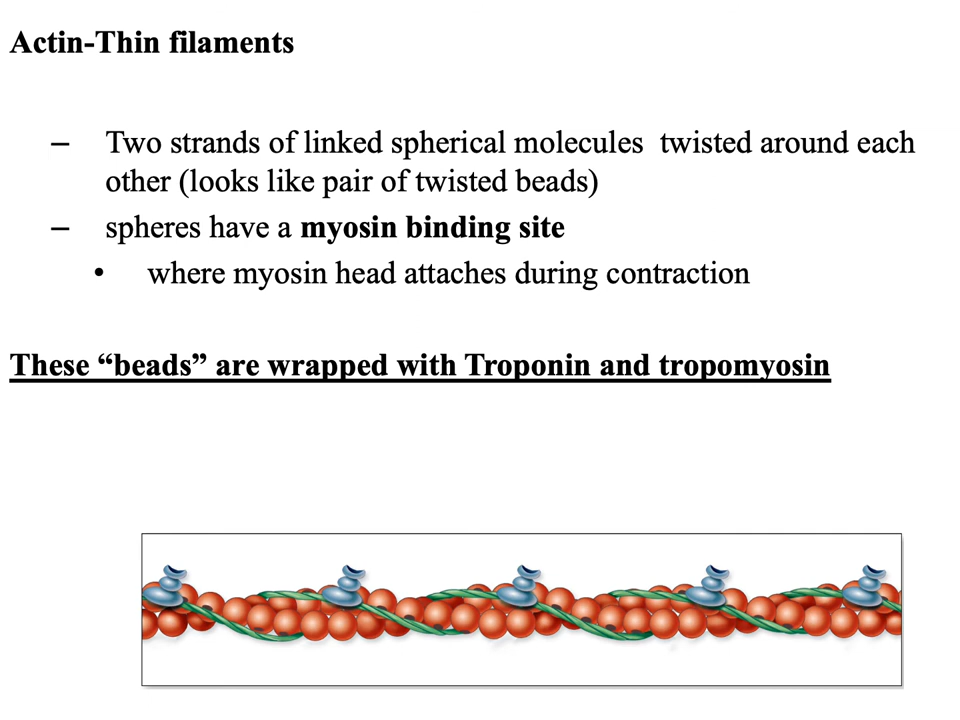 Actin-Thin filaments
– Two strands of linked spherical molecules  twisted around each
other (looks like pair of twisted beads)
– spheres have a myosin binding site
• where myosin head attaches during contraction
These “beads” are wrapped with Troponin and tropomyosin